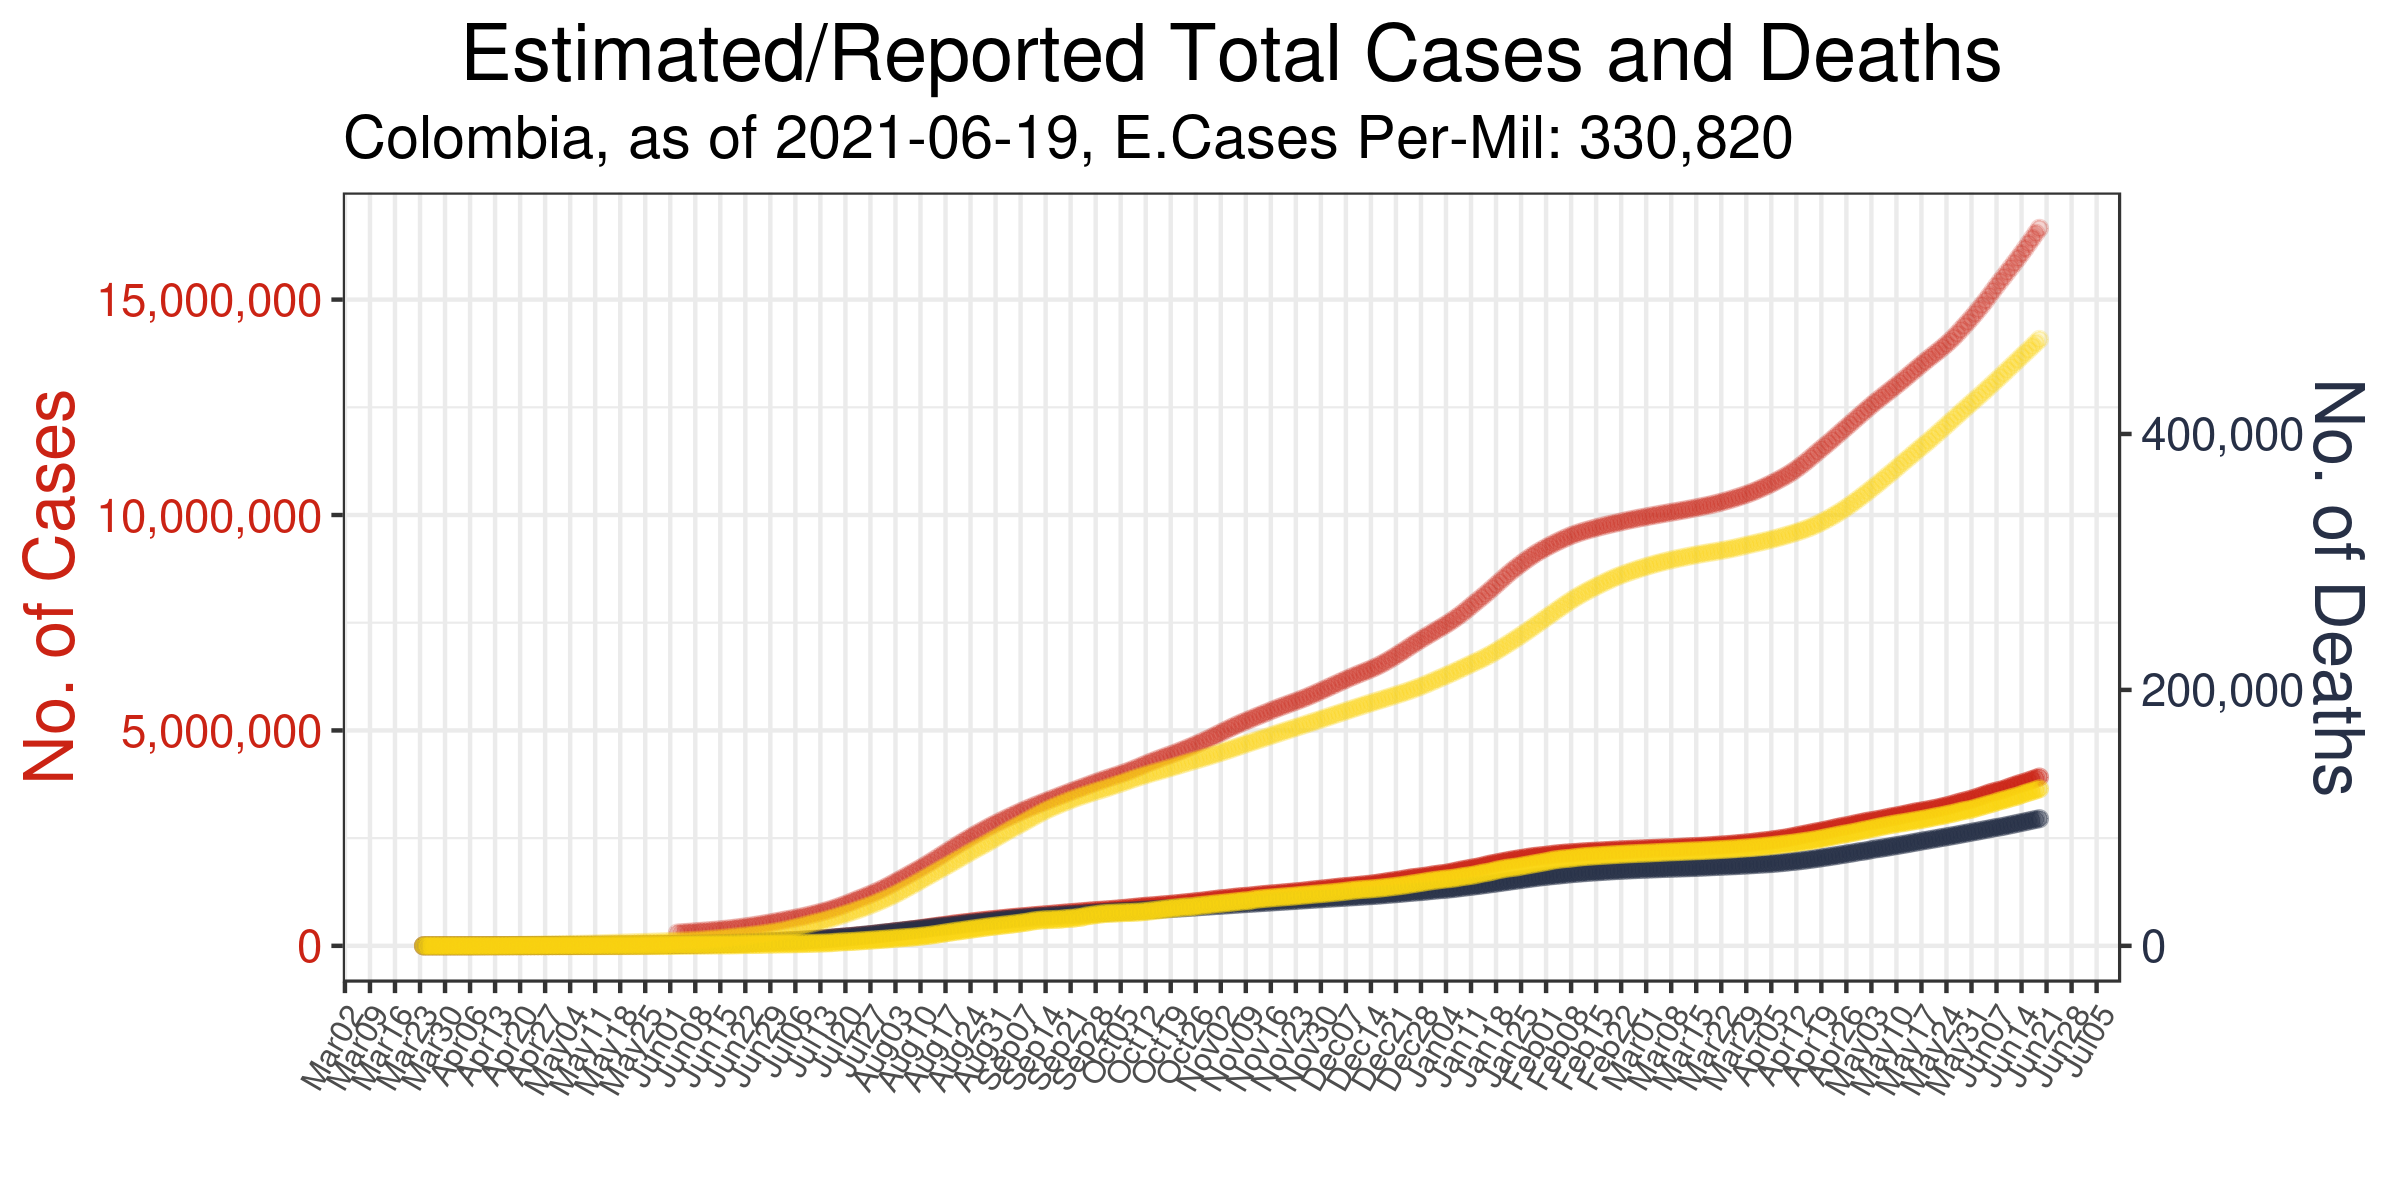 Estimated/Reported Total Cases and Deaths
Colombia, as of 2021-06-19, E.Cases Per-Mil: 330,820
No. of Cases
15,000,000
10,000,000
5,000,000
0
400,000
200,000
0
No. of Deaths
Mar02
Mar09
Mar16
Mar23
Mar30
Apr06
Apr13
Apr20
Apr27
May04
May11
May18
May25
Jun01
Jun08
Jun15
Jun22
Jun29
Jul06
Jul13
Jul20
Jul27
Aug03
Aug10
Aug17
Aug24
Aug31
Sep07
Sep14
Sep21
Sep28
Oct05
Oct12
Oct19
Oct26
Nov02
Nov09
Nov16
Nov23
Nov30
Dec07
Dec14
Dec21
Dec28
Jan04
Jan11
Jan18
Jan25
Feb01
Feb08
Feb15
Feb22
Mar01
Mar08
Mar15
Mar22
Mar29
Apr05
Apr12
Apr19
Apr26
May03
May10
May17
May24
May31
Jun07
Jun14
Jun21
Jun28
Jul05